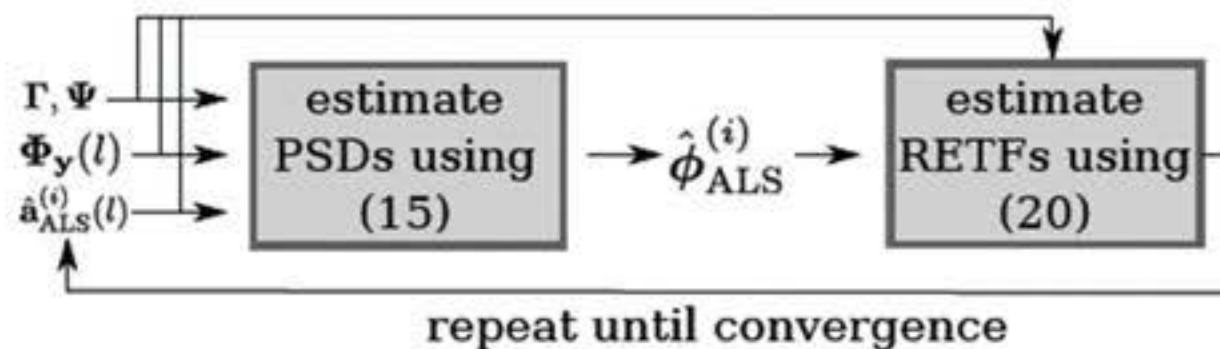 Γ, Ψ
Φ_y(l)
â_ALS^(i)(l)
estimate
PSDs using
(15)
ϕ̂_ALS^(i)
estimate
RETFs using
(20)
repeat until convergence